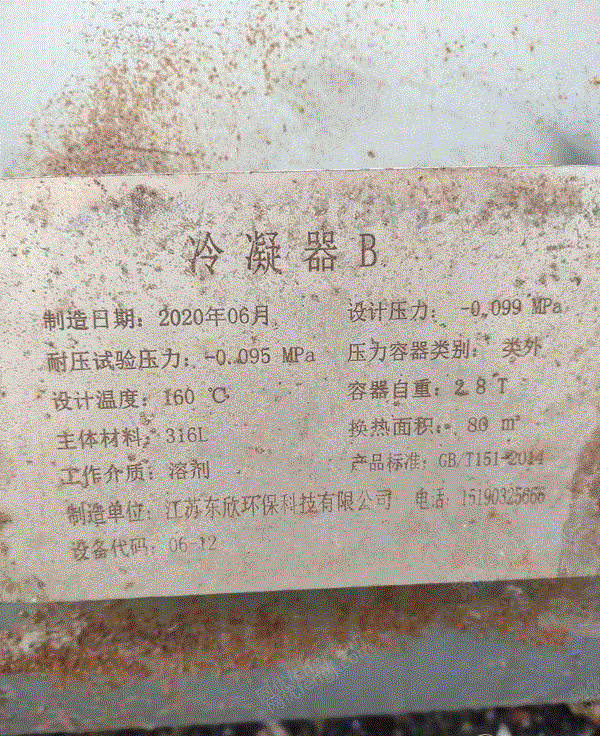 冷凝器B
制造日期：2020年06月 设计压力： -0.099 MPa
耐压试验压力：-0.095 MPa 压力容器类别： 类外
设计温度：160 ℃ 容器自重：2.8 T
主体材料：316L 换热面积： 80 m²
工作介质：溶剂 产品标准：GB/T151-2014
制造单位：江苏东欣环保科技有限公司 电话：15190325666
设备代码：06-12